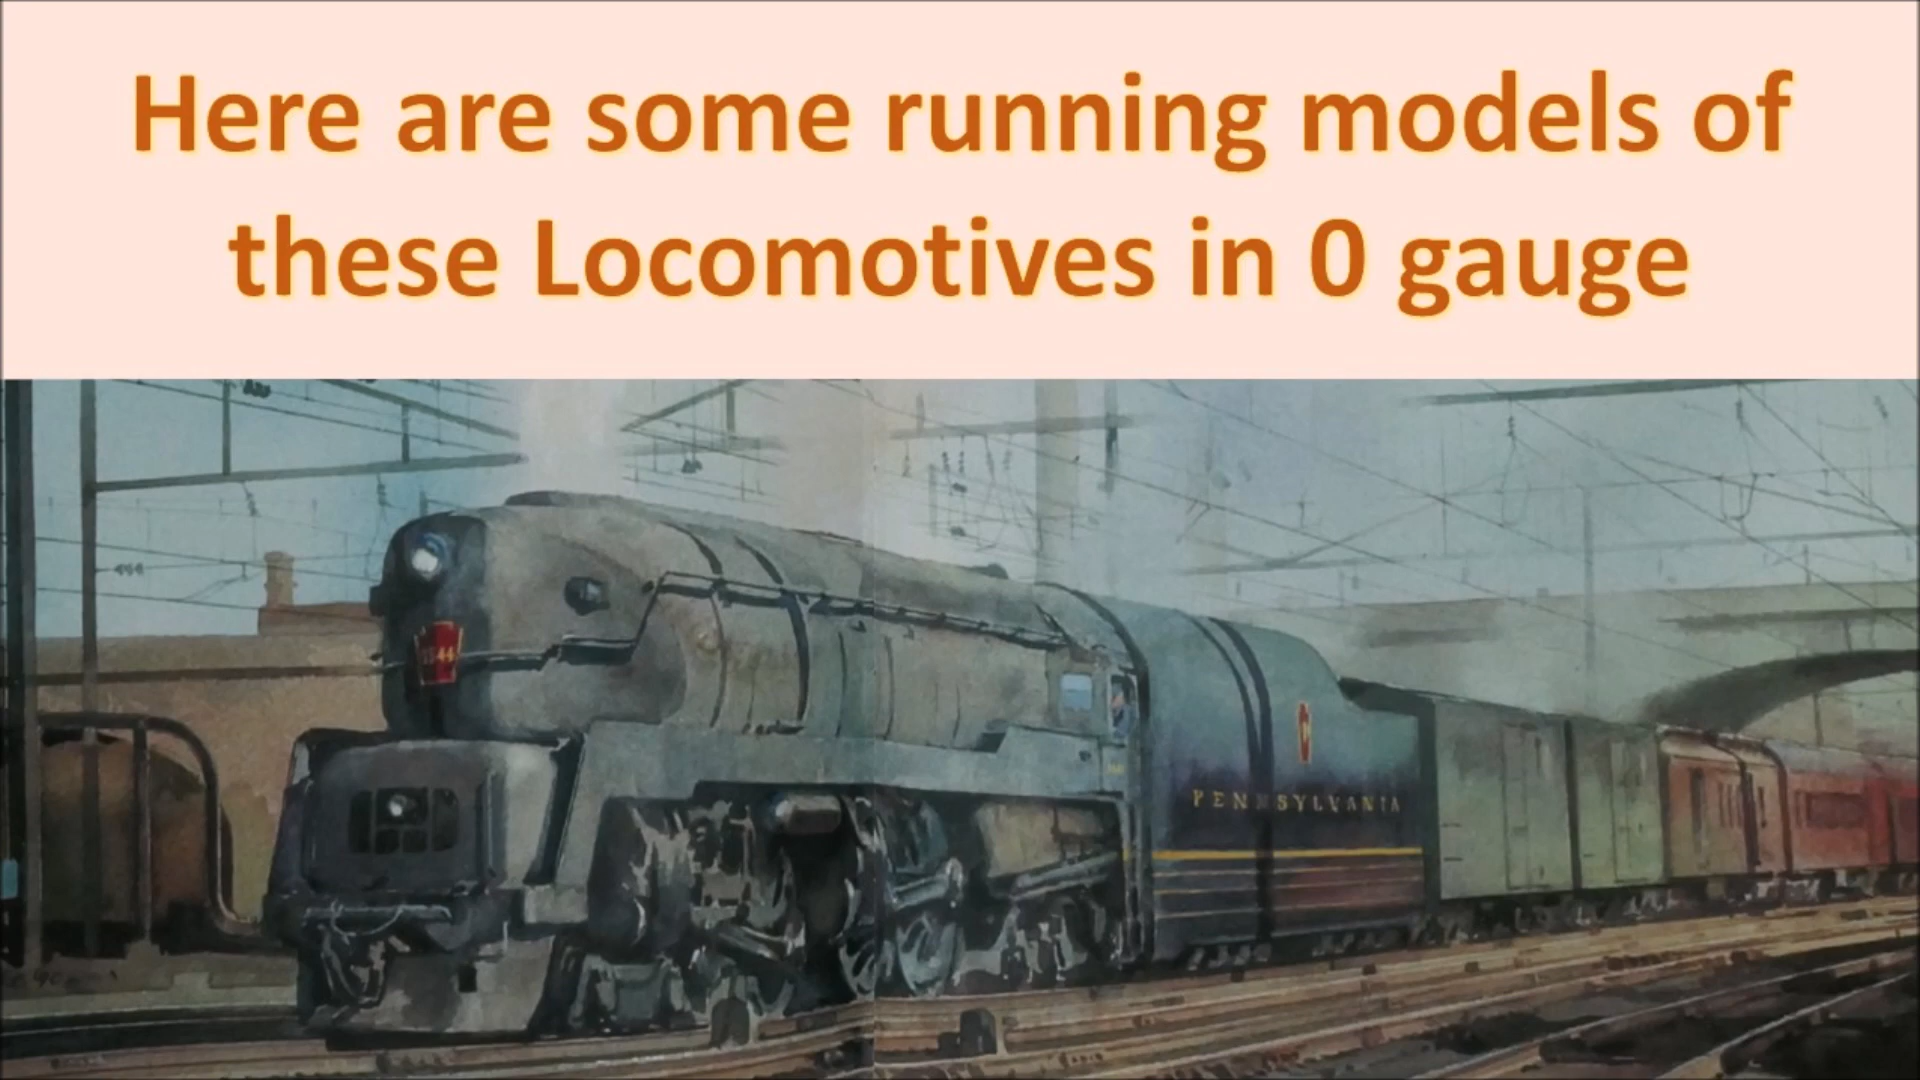 Here are some running models of
these Locomotives in 0 gauge
PENNSYLVANIA